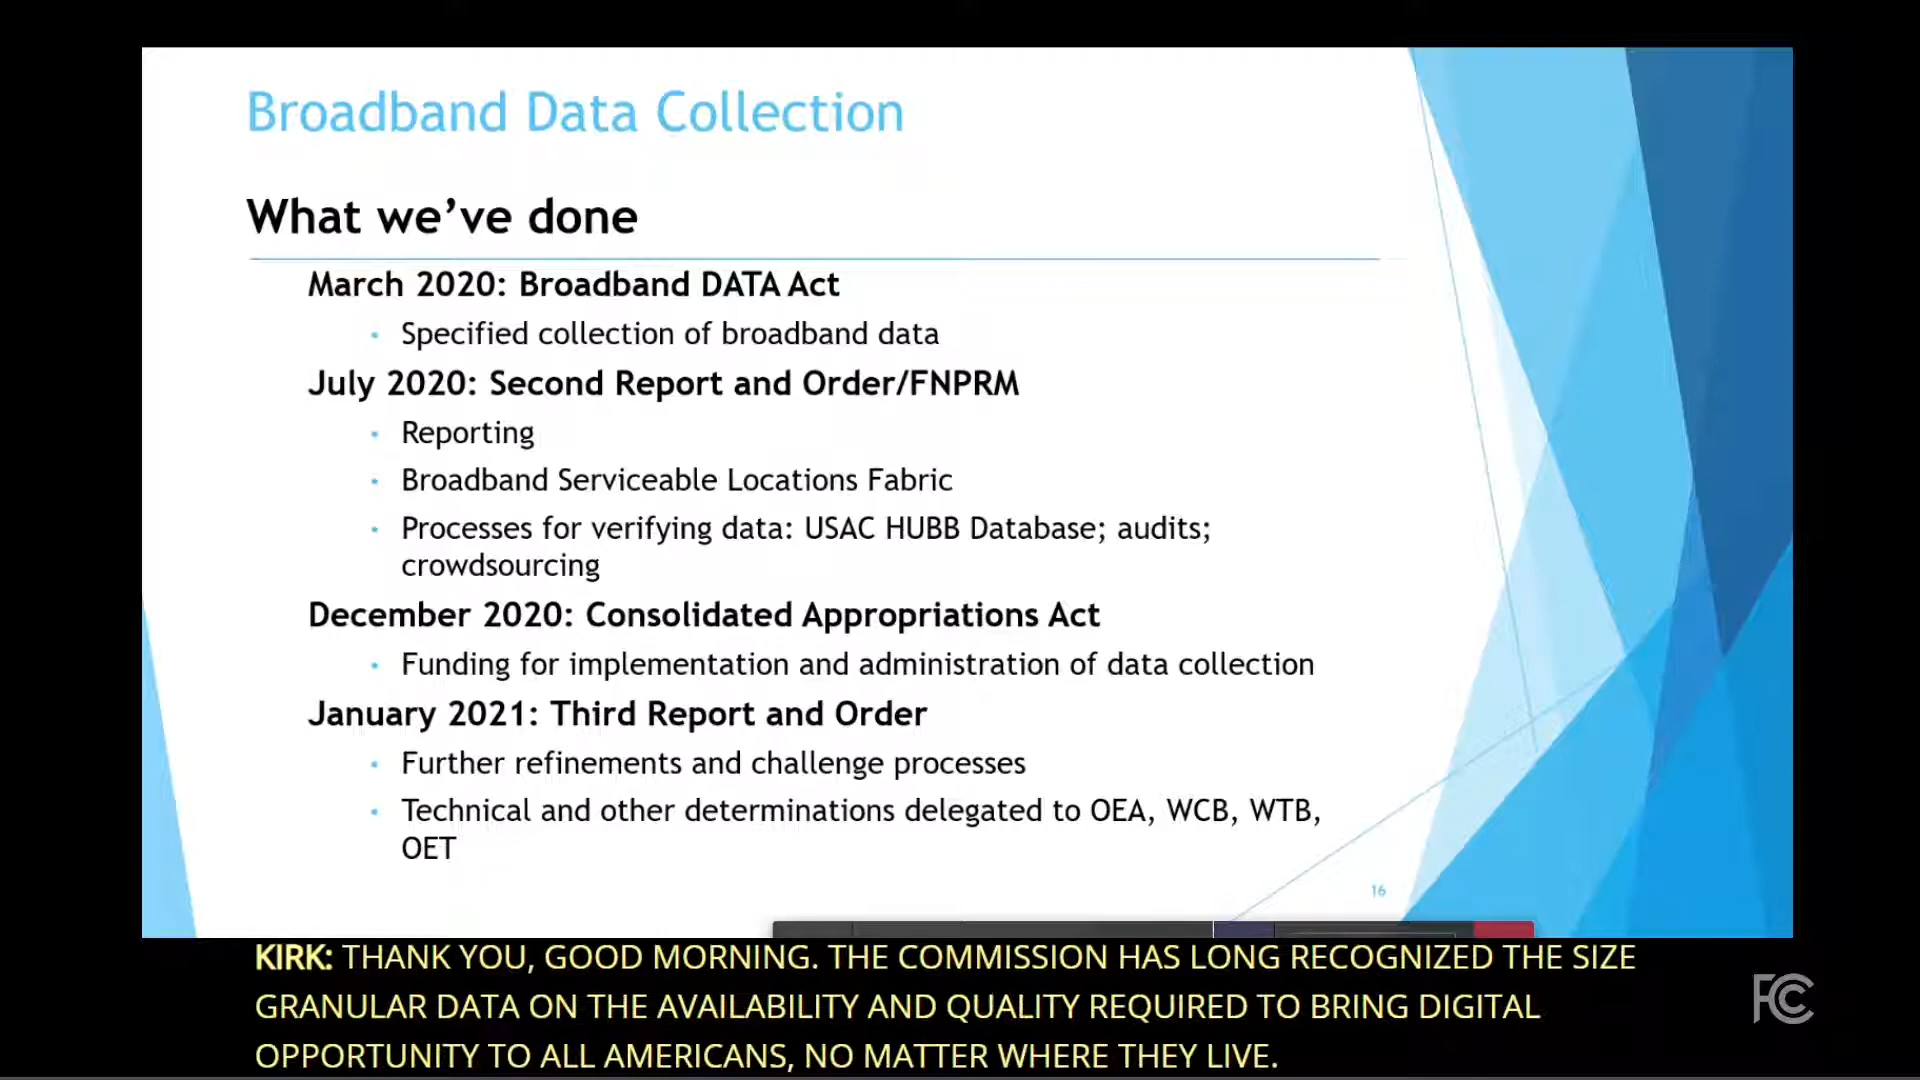 Broadband Data Collection
What we’ve done
March 2020: Broadband DATA Act
• Specified collection of broadband data
July 2020: Second Report and Order/FNPRM
• Reporting
• Broadband Serviceable Locations Fabric
• Processes for verifying data: USAC HUBB Database; audits;
crowdsourcing
December 2020: Consolidated Appropriations Act
• Funding for implementation and administration of data collection
January 2021: Third Report and Order
• Further refinements and challenge processes
• Technical and other determinations delegated to OEA, WCB, WTB,
OET
16
KIRK: THANK YOU, GOOD MORNING. THE COMMISSION HAS LONG RECOGNIZED THE SIZE
GRANULAR DATA ON THE AVAILABILITY AND QUALITY REQUIRED TO BRING DIGITAL
OPPORTUNITY TO ALL AMERICANS, NO MATTER WHERE THEY LIVE.
FCC